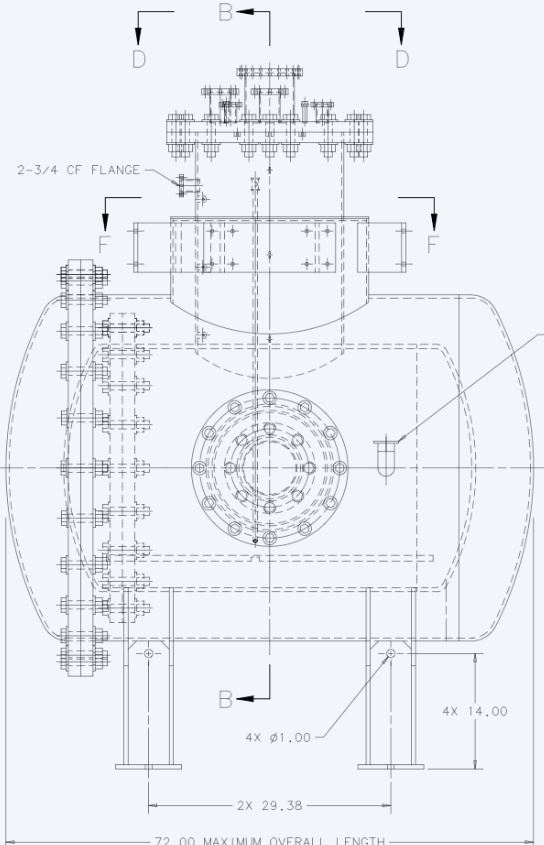 B
D D
2-3/4 CF FLANGE
F F
B
4X 14.00
4X Ø1.00
2X 29.38
72.00 MAXIMUM OVERALL LENGTH